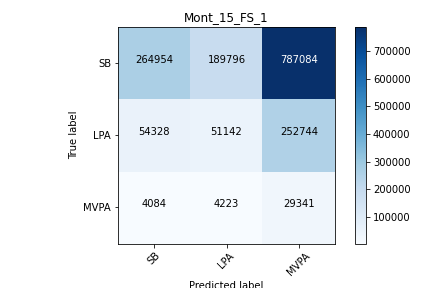 Mont_15_FS_1
SB 264954 189796 787084
LPA 54328 51142 252744
MVPA 4084 4223 29341
True label
SB LPA MVPA
Predicted label
700000
600000
500000
400000
300000
200000
100000